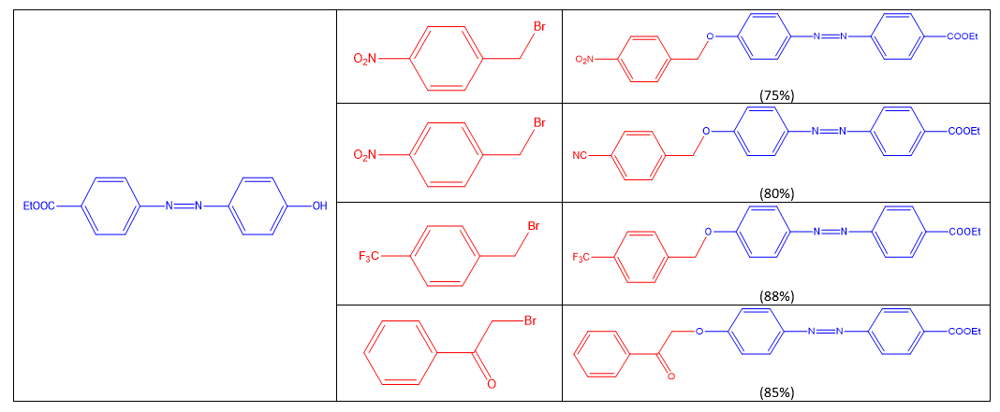 EtOOC N N OH
O₂N Br
O₂N O N N COOEt
(75%)
O₂N Br
NC O N N COOEt
(80%)
F₃C Br
F₃C O N N COOEt
(88%)
Br O
O O N N COOEt
(85%)